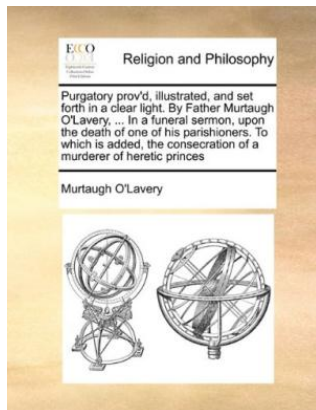 ECCO
Religion and Philosophy
Purgatory prov'd, illustrated, and set
forth in a clear light. By Father Murtaugh
O'Lavery, ... In a funeral sermon, upon
the death of one of his parishioners. To
which is added, the consecration of a
murderer of heretic princes
Murtaugh O'Lavery